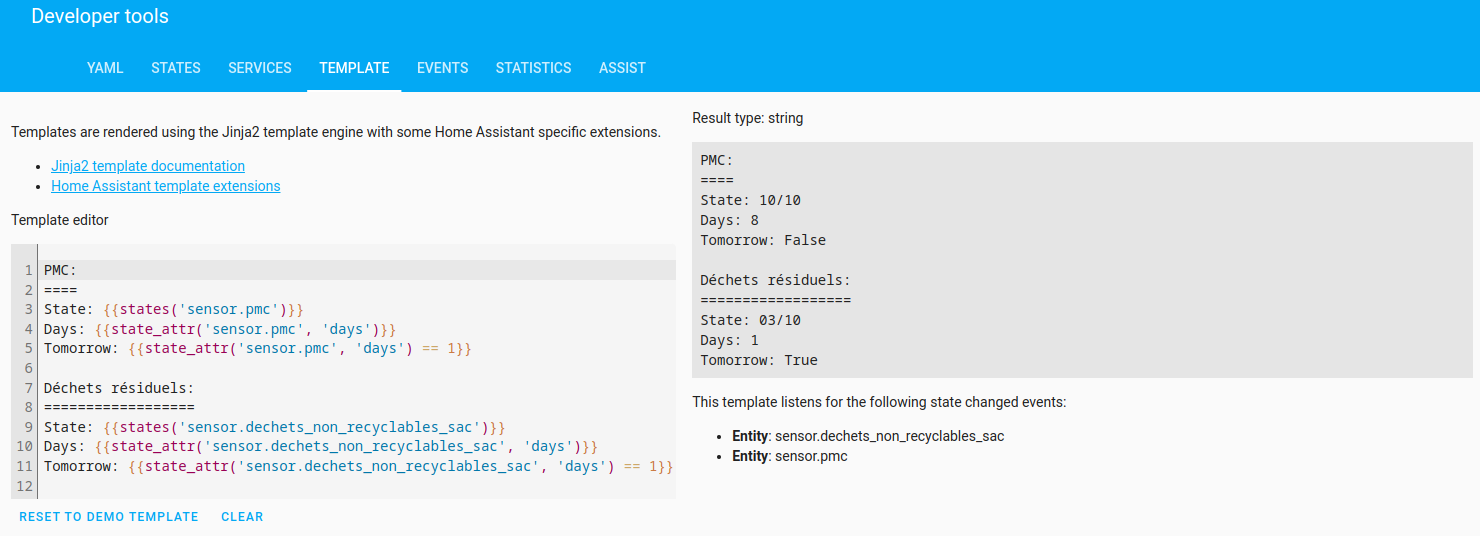 Developer tools
YAML STATES SERVICES TEMPLATE EVENTS STATISTICS ASSIST
Templates are rendered using the Jinja2 template engine with some Home Assistant specific extensions.
• Jinja2 template documentation
• Home Assistant template extensions
Template editor
1 PMC:
2 ====
3 State: {{states('sensor.pmc')}}
4 Days: {{state_attr('sensor.pmc', 'days')}}
5 Tomorrow: {{state_attr('sensor.pmc', 'days') == 1}}
6
7 Déchets résiduels:
8 ==================
9 State: {{states('sensor.dechets_non_recyclables_sac')}}
10 Days: {{state_attr('sensor.dechets_non_recyclables_sac', 'days')}}
11 Tomorrow: {{state_attr('sensor.dechets_non_recyclables_sac', 'days') == 1}}
12
RESET TO DEMO TEMPLATE CLEAR
Result type: string
PMC:
====
State: 10/10
Days: 8
Tomorrow: False
Déchets résiduels:
==================
State: 03/10
Days: 1
Tomorrow: True
This template listens for the following state changed events:
• Entity: sensor.dechets_non_recyclables_sac
• Entity: sensor.pmc